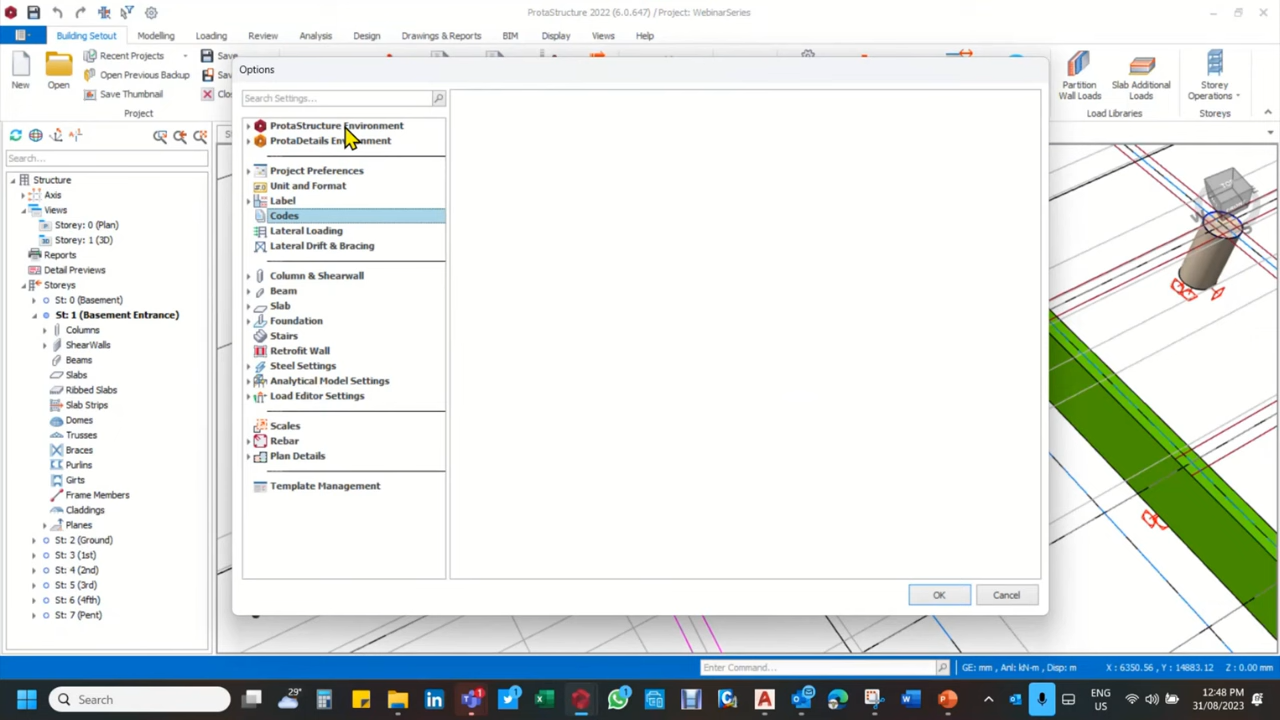 ProtaStructure 2022 (6.0.647) / Project: WebinarSeries
Building Setout Modelling Loading Review Analysis Design Drawings & Reports BIM Display Views Help
New
Open
Recent Projects
Open Previous Backup
Save Thumbnail
Save
Project
Partition
Wall Loads
Slab Additional
Loads
Storey
Operations
Load Libraries
Storeys
Search...
Structure
Axis
Views
Storey: 0 (Plan)
Storey: 1 (3D)
Reports
Detail Previews
Storeys
St: 0 (Basement)
St: 1 (Basement Entrance)
Columns
ShearWalls
Beams
Slabs
Ribbed Slabs
Slab Strips
Domes
Trusses
Braces
Purlins
Girts
Frame Members
Claddings
Planes
St: 2 (Ground)
St: 3 (1st)
St: 4 (2nd)
St: 5 (3rd)
St: 6 (4fth)
St: 7 (Pent)
Options
Search Settings...
ProtaStructure Environment
ProtaDetails Environment
Project Preferences
Unit and Format
Label
Codes
Lateral Loading
Lateral Drift & Bracing
Column & Shearwall
Beam
Slab
Foundation
Stairs
Retrofit Wall
Steel Settings
Analytical Model Settings
Load Editor Settings
Scales
Rebar
Plan Details
Template Management
OK
Cancel
TOP
Enter Command...
GE: mm, Anl: kN-m, Disp: m
X : 6350.56 , Y : 14883.12
Z : 0.00 mm
Search
29°
ENG
US
12:48 PM
31/08/2023